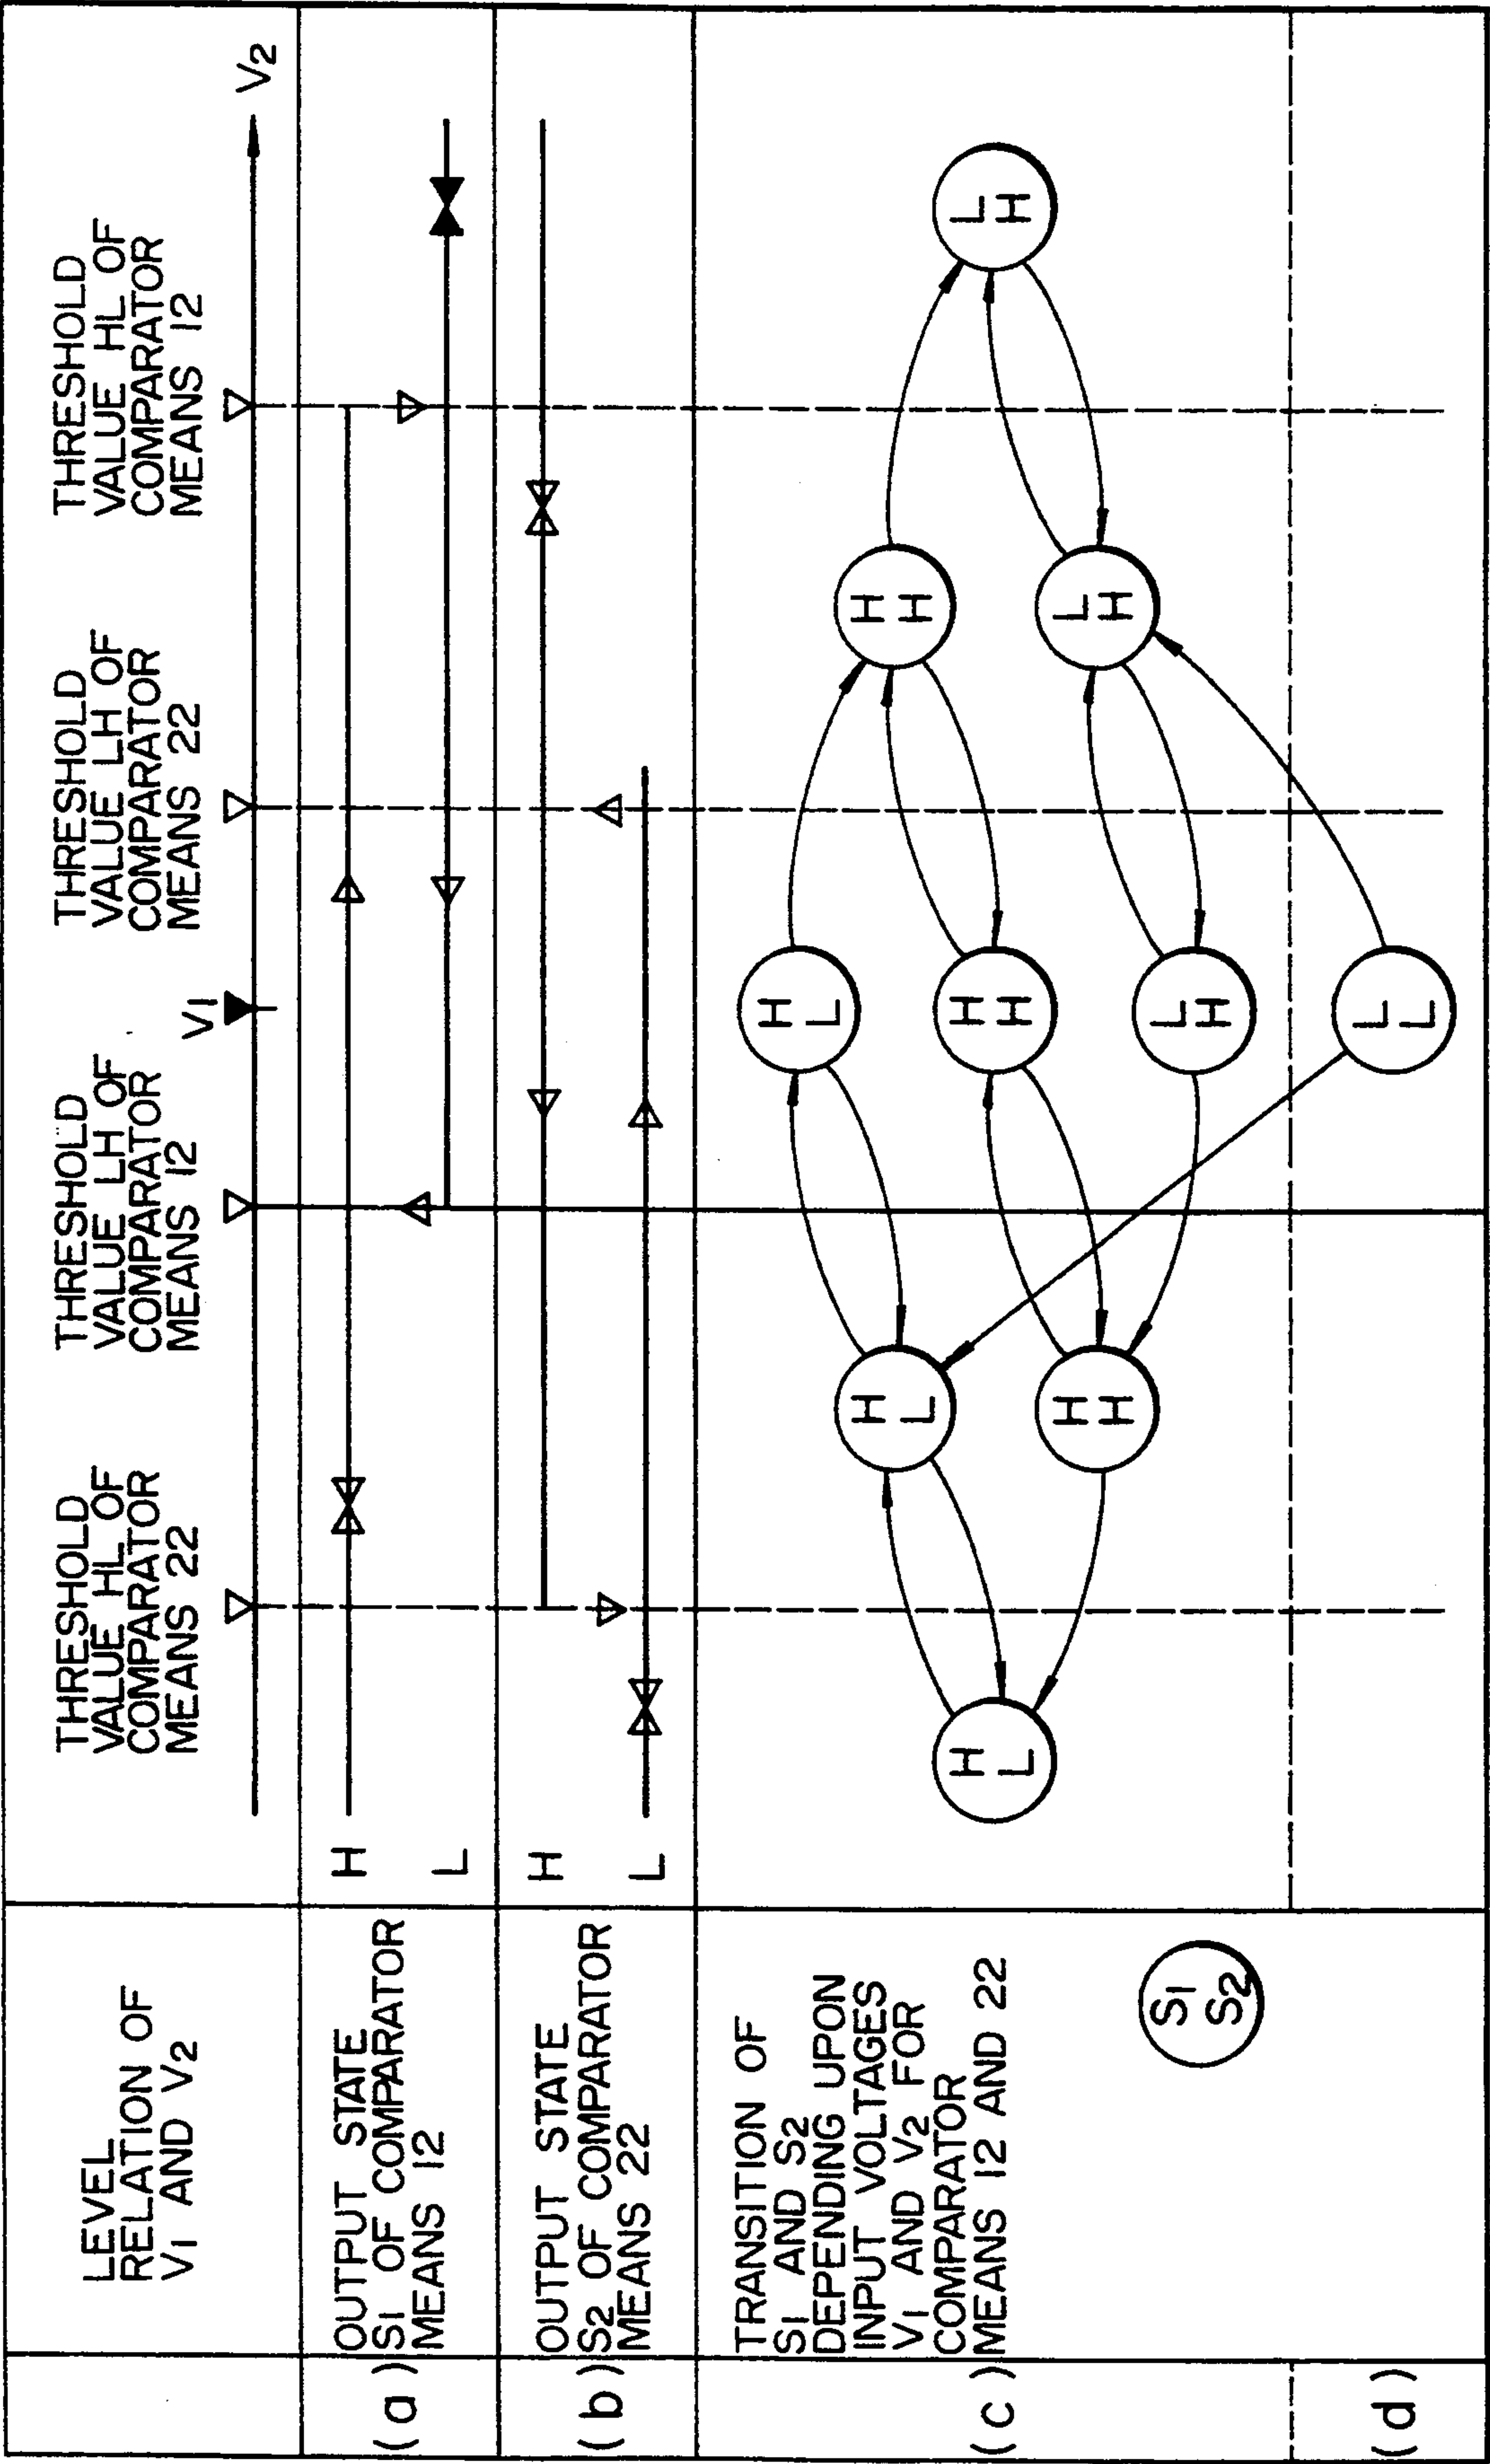 LEVEL
RELATION OF
V1 AND V2
THRESHOLD
VALUE HL OF
COMPARATOR
MEANS 22
THRESHOLD
VALUE LH OF
COMPARATOR
MEANS 12
V1
THRESHOLD
VALUE LH OF
COMPARATOR
MEANS 22
THRESHOLD
VALUE HL OF
COMPARATOR
MEANS 12
V2
(a)
OUTPUT STATE
S1 OF COMPARATOR
MEANS 12
H
L
(b)
OUTPUT STATE
S2 OF COMPARATOR
MEANS 22
H
L
(c)
TRANSITION OF
S1 AND S2
DEPENDING UPON
INPUT VOLTAGES
V1 AND V2 FOR
COMPARATOR
MEANS 12 AND 22
S1
S2
H
L
H
L
H
H
H
L
H
H
L
H
H
H
L
H
L
H
(d)
L
L